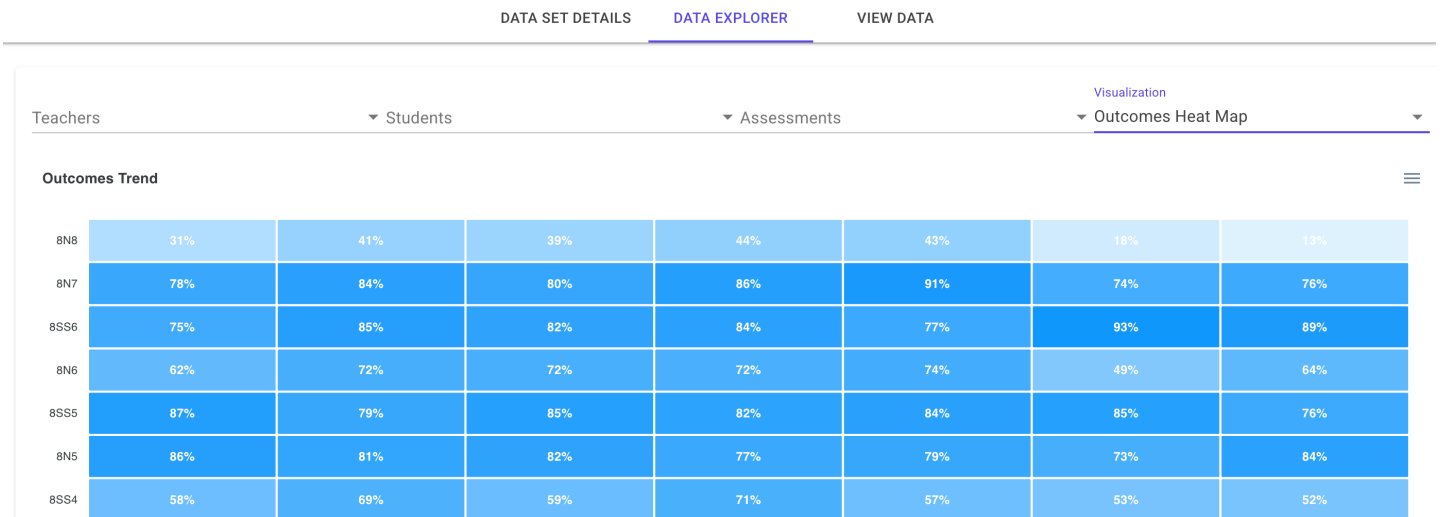 DATA SET DETAILS DATA EXPLORER VIEW DATA
Visualization
Teachers Students Assessments Outcomes Heat Map
Outcomes Trend
8N8 31% 41% 39% 44% 43% 18% 13%
8N7 78% 84% 80% 86% 91% 74% 76%
8SS6 75% 85% 82% 84% 77% 93% 89%
8N6 62% 72% 72% 72% 74% 49% 64%
8SS5 87% 79% 85% 82% 84% 85% 76%
8N5 86% 81% 82% 77% 79% 73% 84%
8SS4 58% 69% 59% 71% 57% 53% 52%